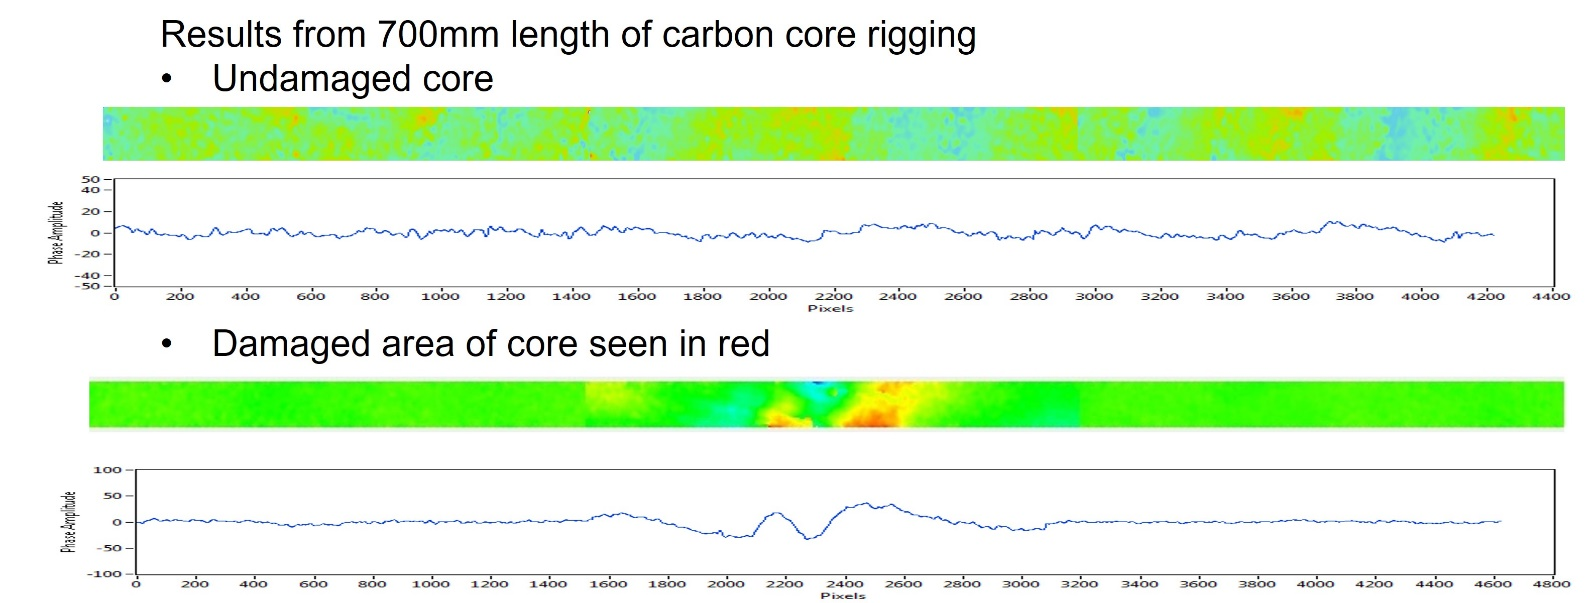 Results from 700mm length of carbon core rigging
• Undamaged core
50
40
20
0
-20
-40
-50
Phase Amplitude
0 200 400 600 800 1000 1200 1400 1600 1800 2000 2200 2400 2600 2800 3000 3200 3400 3600 3800 4000 4200 4400
Pixels
• Damaged area of core seen in red
100
50
0
-50
-100
Phase Amplitude
0 200 400 600 800 1000 1200 1400 1600 1800 2000 2200 2400 2600 2800 3000 3200 3400 3600 3800 4000 4200 4400 4600 4800
Pixels